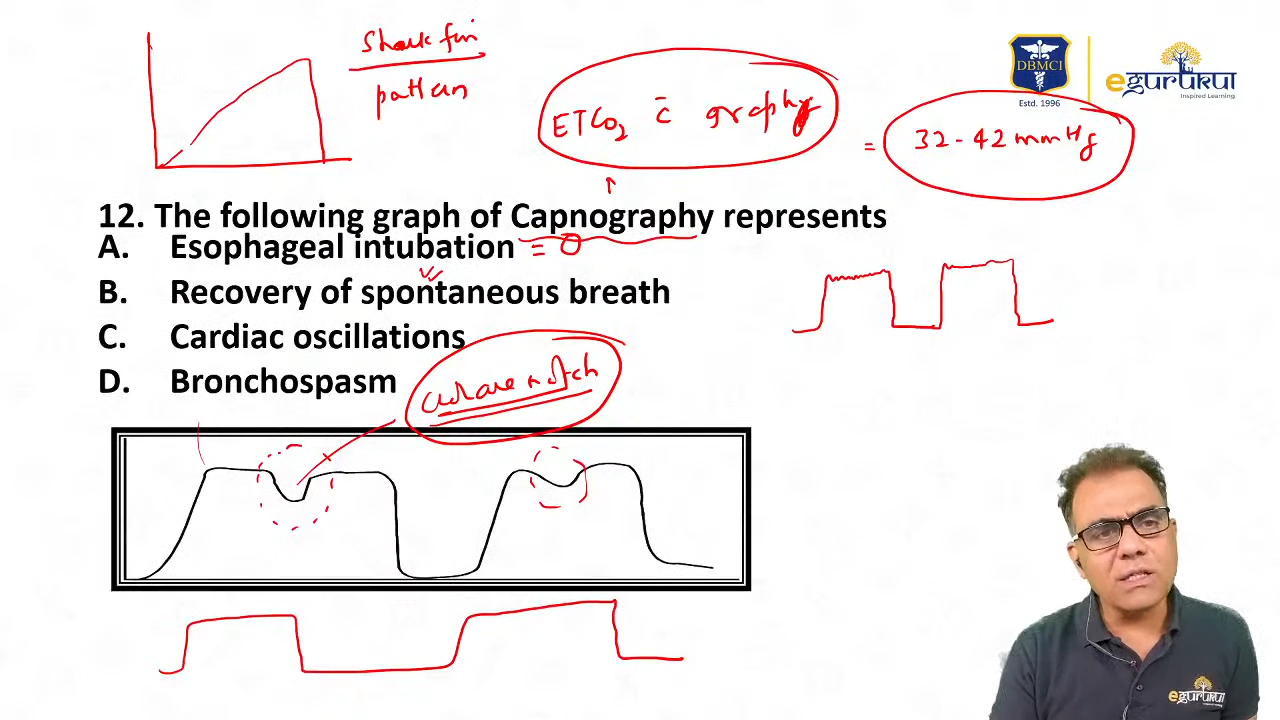 Shark fin
pattern
ETCO₂ c̄ graphy
= 32-42 mmHg
DBMCI
Estd. 1996
egurukul
Inspired Learning
12. The following graph of Capnography represents
A. Esophageal intubation = 0
B. Recovery of spontaneous breath
C. Cardiac oscillations
D. Bronchospasm
curare notch
egurukul